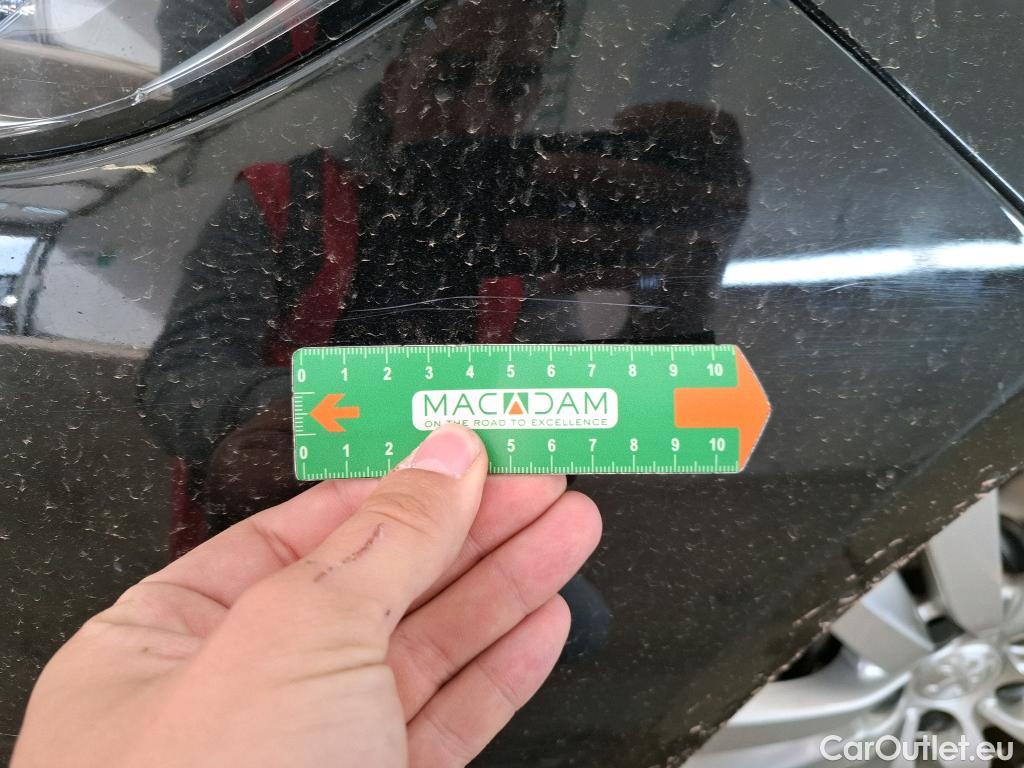 0 1 2 3 4 5 6 7 8 9 10
MACADAM
ON THE ROAD TO EXCELLENCE
0 1 2 5 6 7 8 9 10
CarOutlet.eu